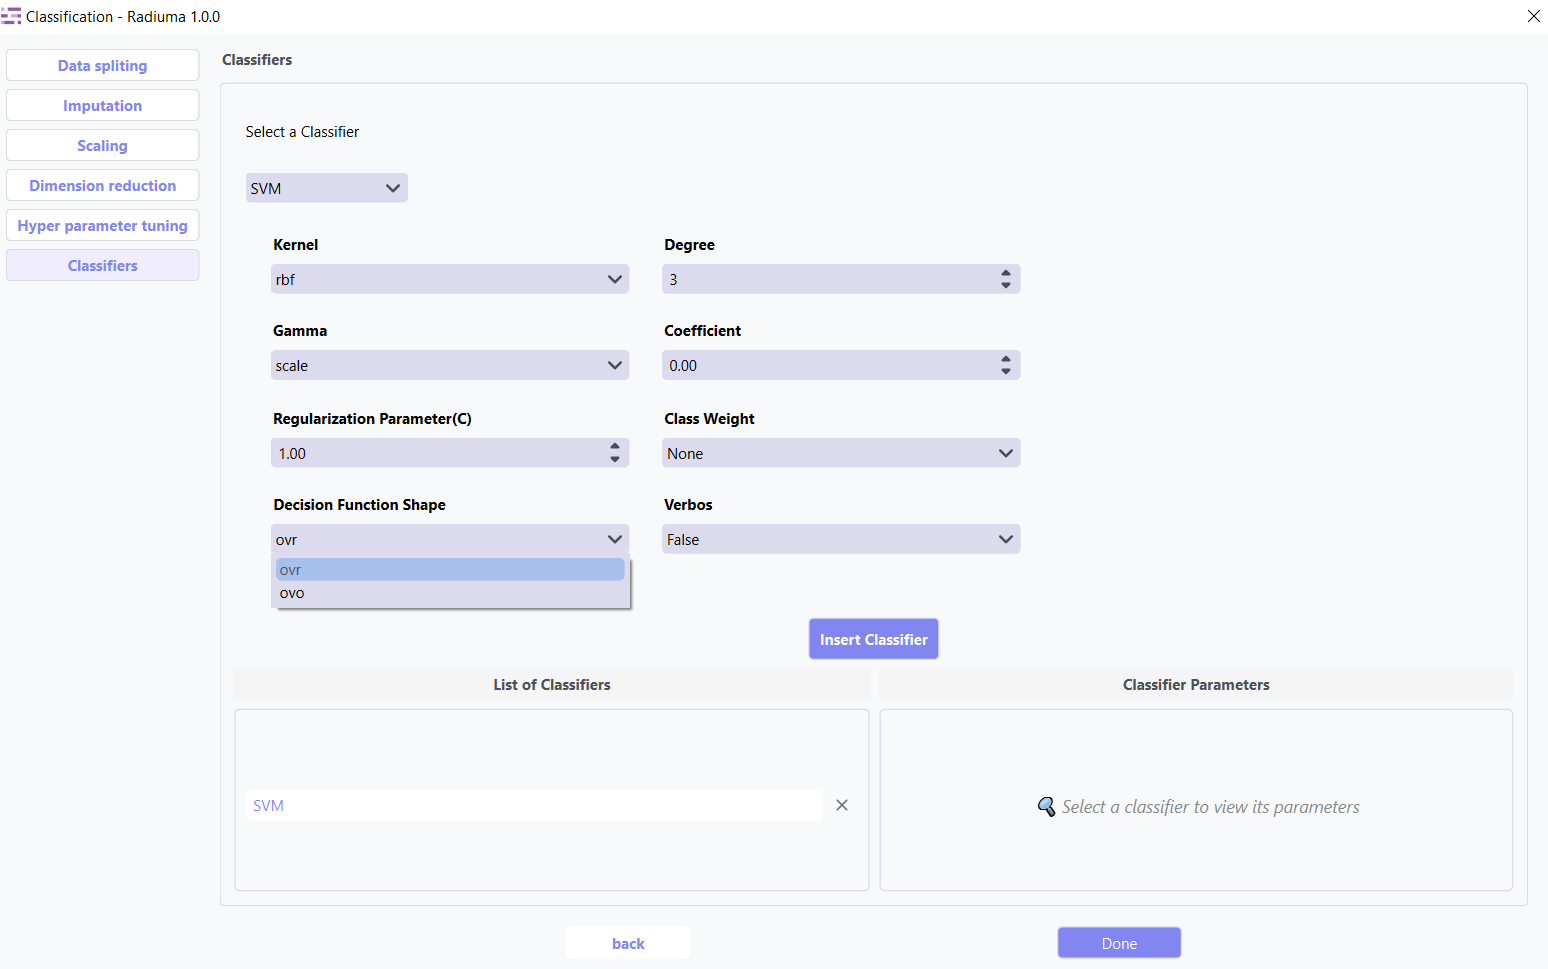 Classification - Radiuma 1.0.0
Data spliting
Imputation
Scaling
Dimension reduction
Hyper parameter tuning
Classifiers
Classifiers
Select a Classifier
SVM
Kernel
Degree
rbf
3
Gamma
Coefficient
scale
0.00
Regularization Parameter(C)
Class Weight
1.00
None
Decision Function Shape
Verbos
ovr
False
ovr
ovo
Insert Classifier
List of Classifiers
Classifier Parameters
SVM
Select a classifier to view its parameters
back
Done